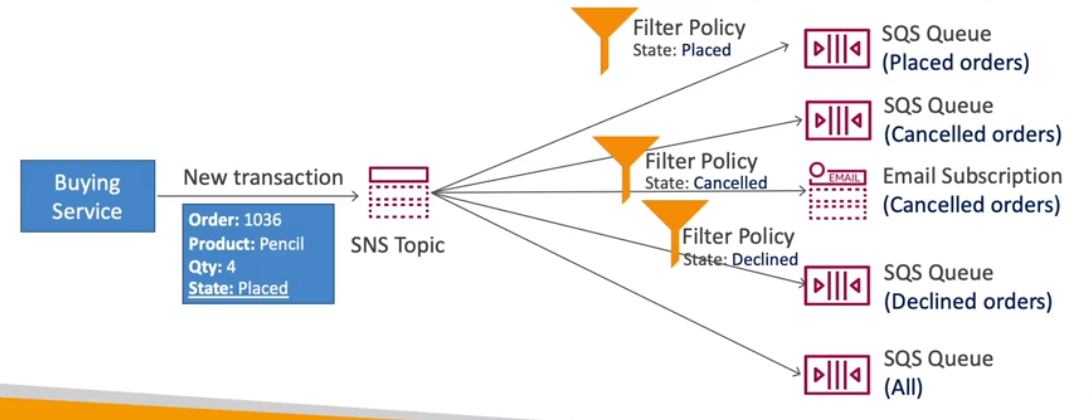 Filter Policy
State: Placed
SQS Queue
(Placed orders)
SQS Queue
(Cancelled orders)
Buying
Service
New transaction
Order: 1036
Product: Pencil
Qty: 4
State: Placed
SNS Topic
Filter Policy
State: Cancelled
EMAIL
Email Subscription
(Cancelled orders)
Filter Policy
State: Declined
SQS Queue
(Declined orders)
SQS Queue
(All)